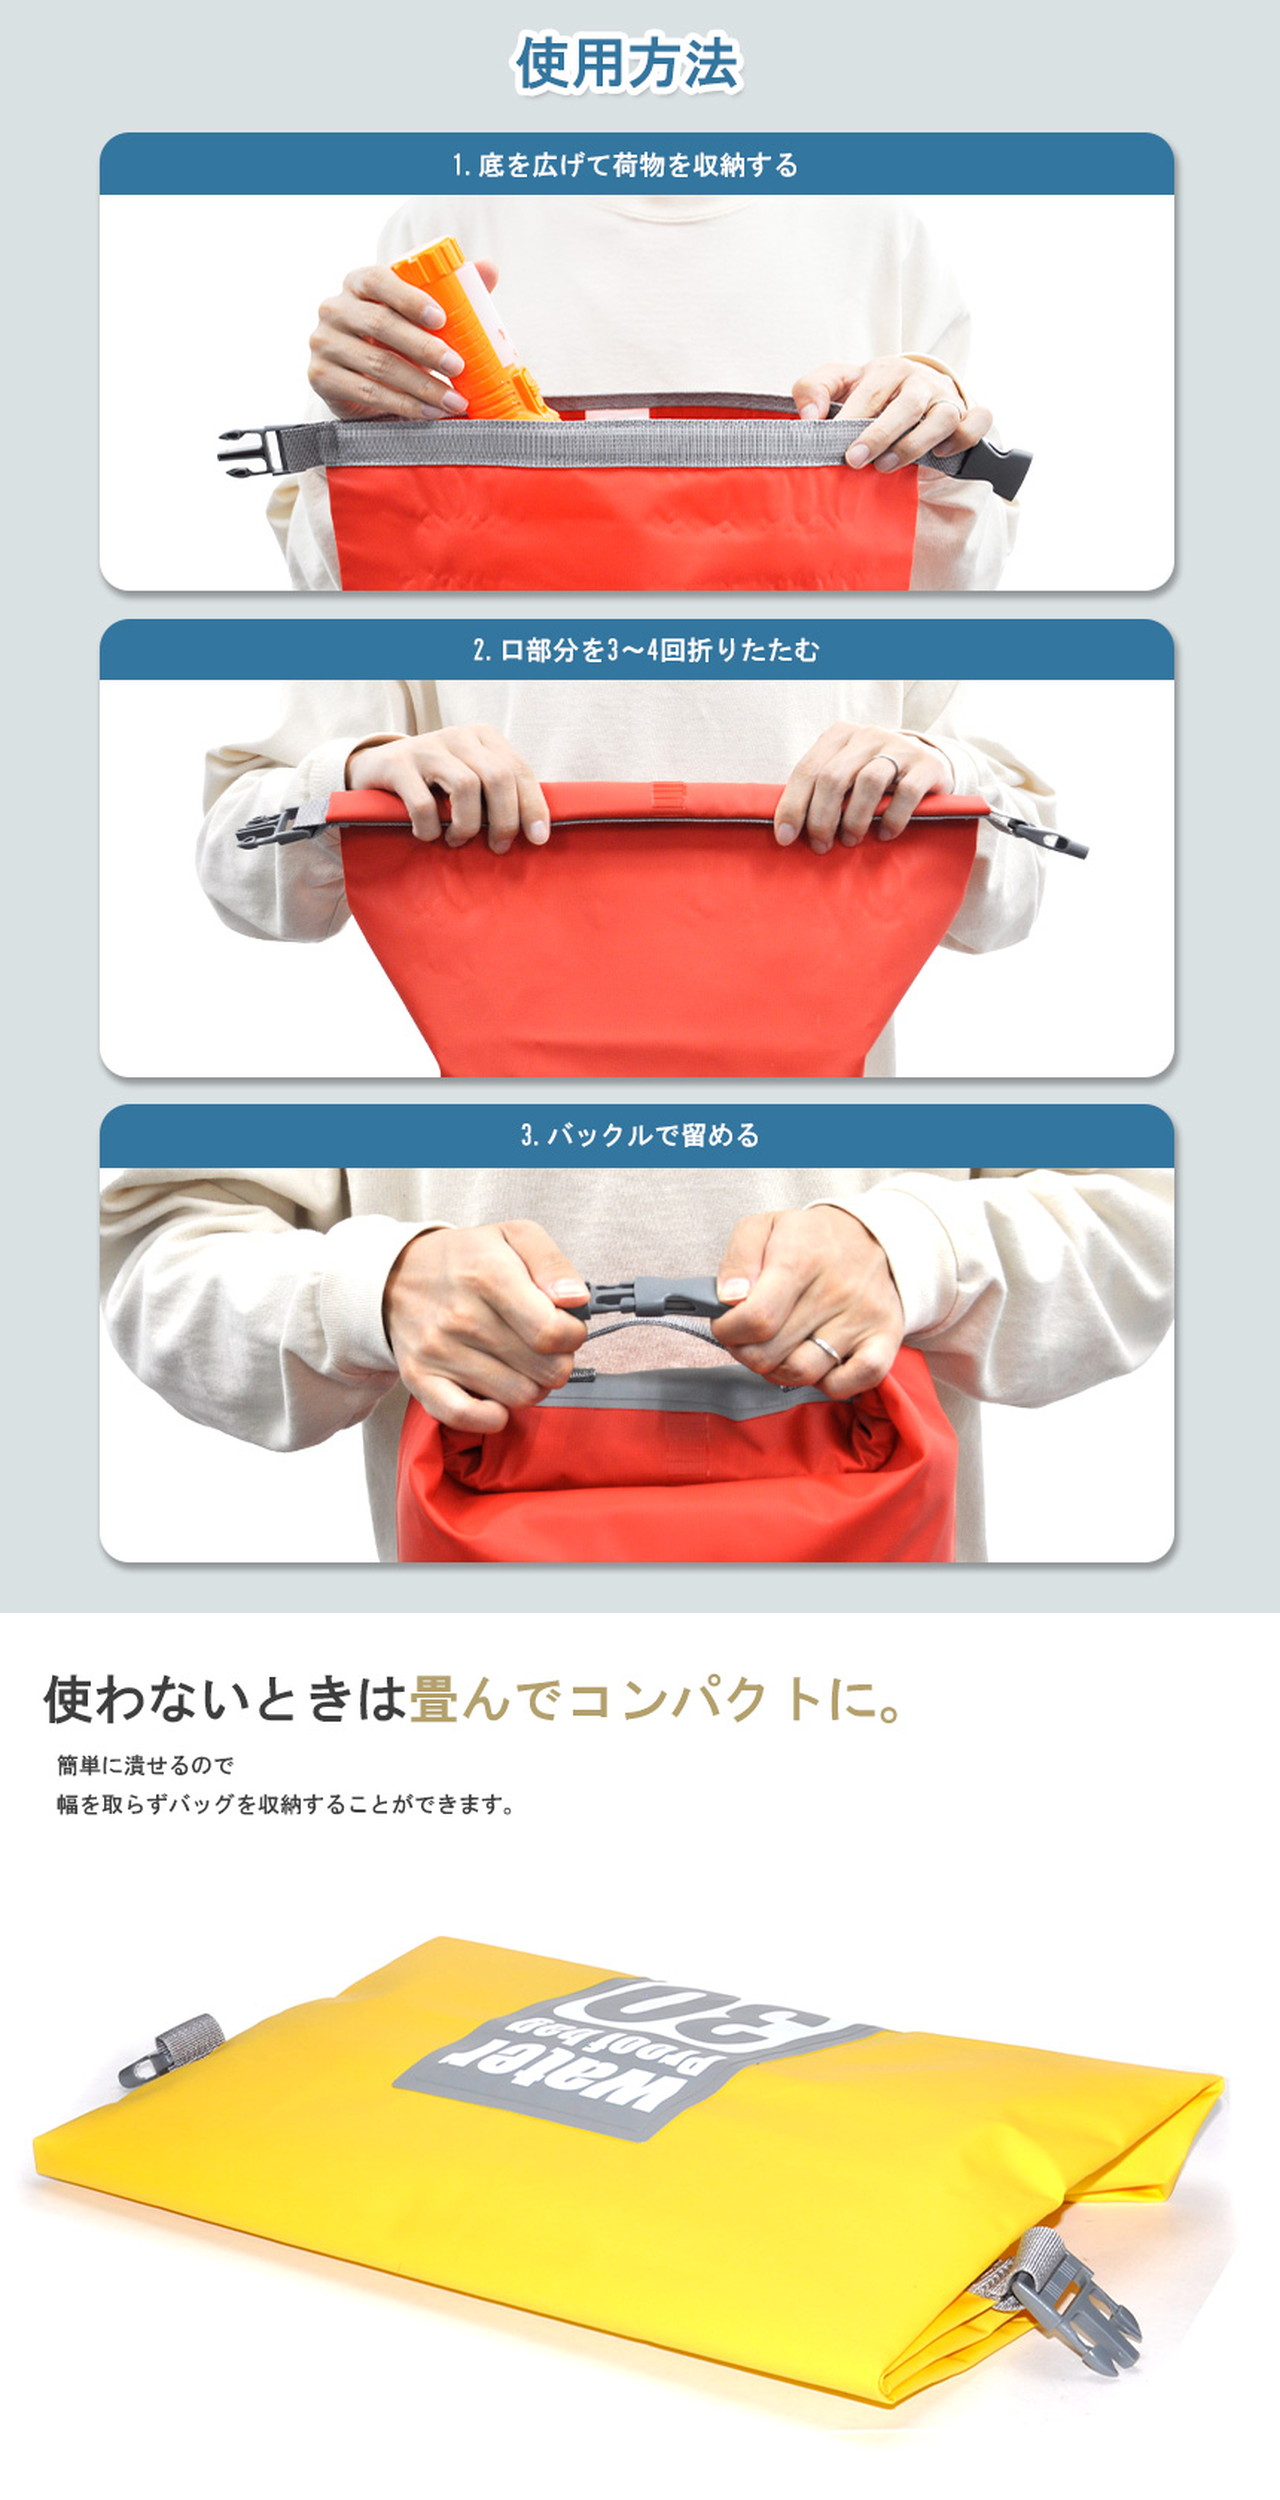 使用方法
1.底を広げて荷物を収納する
2.口部分を3～4回折りたたむ
3.バックルで留める
使わないときは畳んでコンパクトに。
簡単に潰せるので
幅を取らずバッグを収納することができます。
30
Proof bag
Water